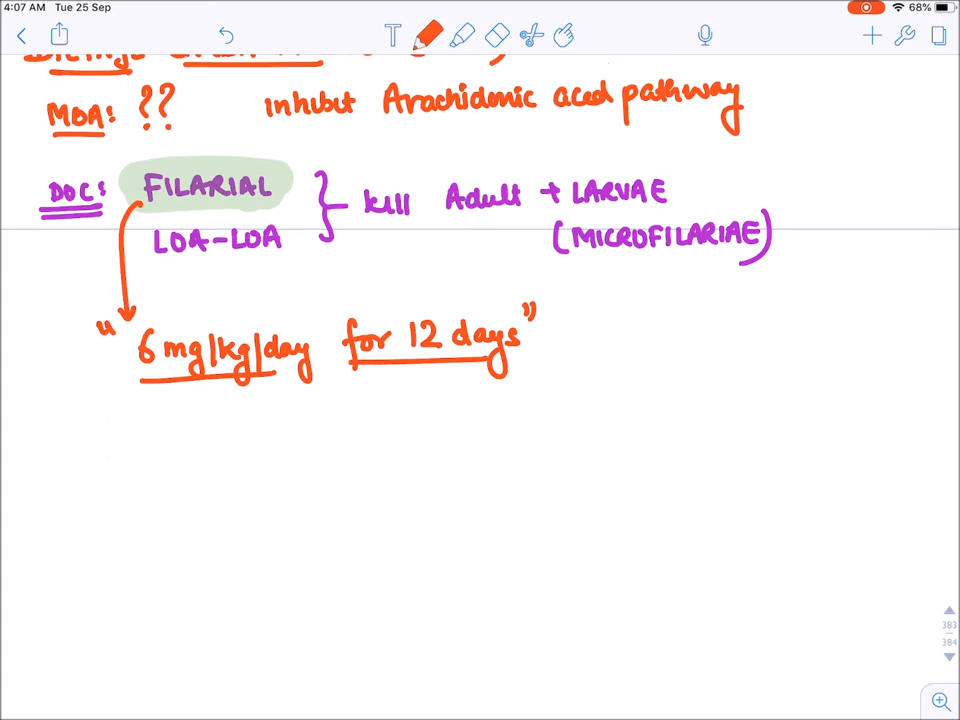 4:07 AM Tue 25 Sep 68%
T
MOA: ?? inhibit Arachidonic acid pathway
DOC: FILARIAL kill Adult + LARVAE
LOA-LOA (MICROFILARIAE)
" 6 mg/kg/day for 12 days "
383
384